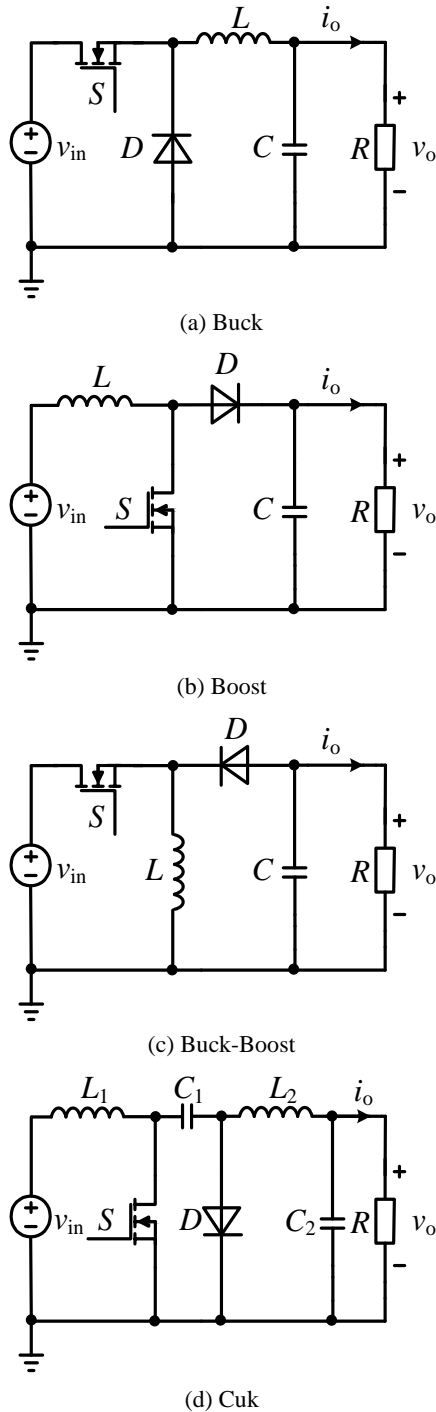 L
i_o
S
+
v_in
D
C
R
v_o
−
(a) Buck
L
D
i_o
+
v_in
S
C
R
v_o
−
(b) Boost
D
i_o
S
+
v_in
L
C
R
v_o
−
(c) Buck-Boost
L_1
C_1
L_2
i_o
+
v_in
S
D
C_2
R
v_o
−
(d) Cuk